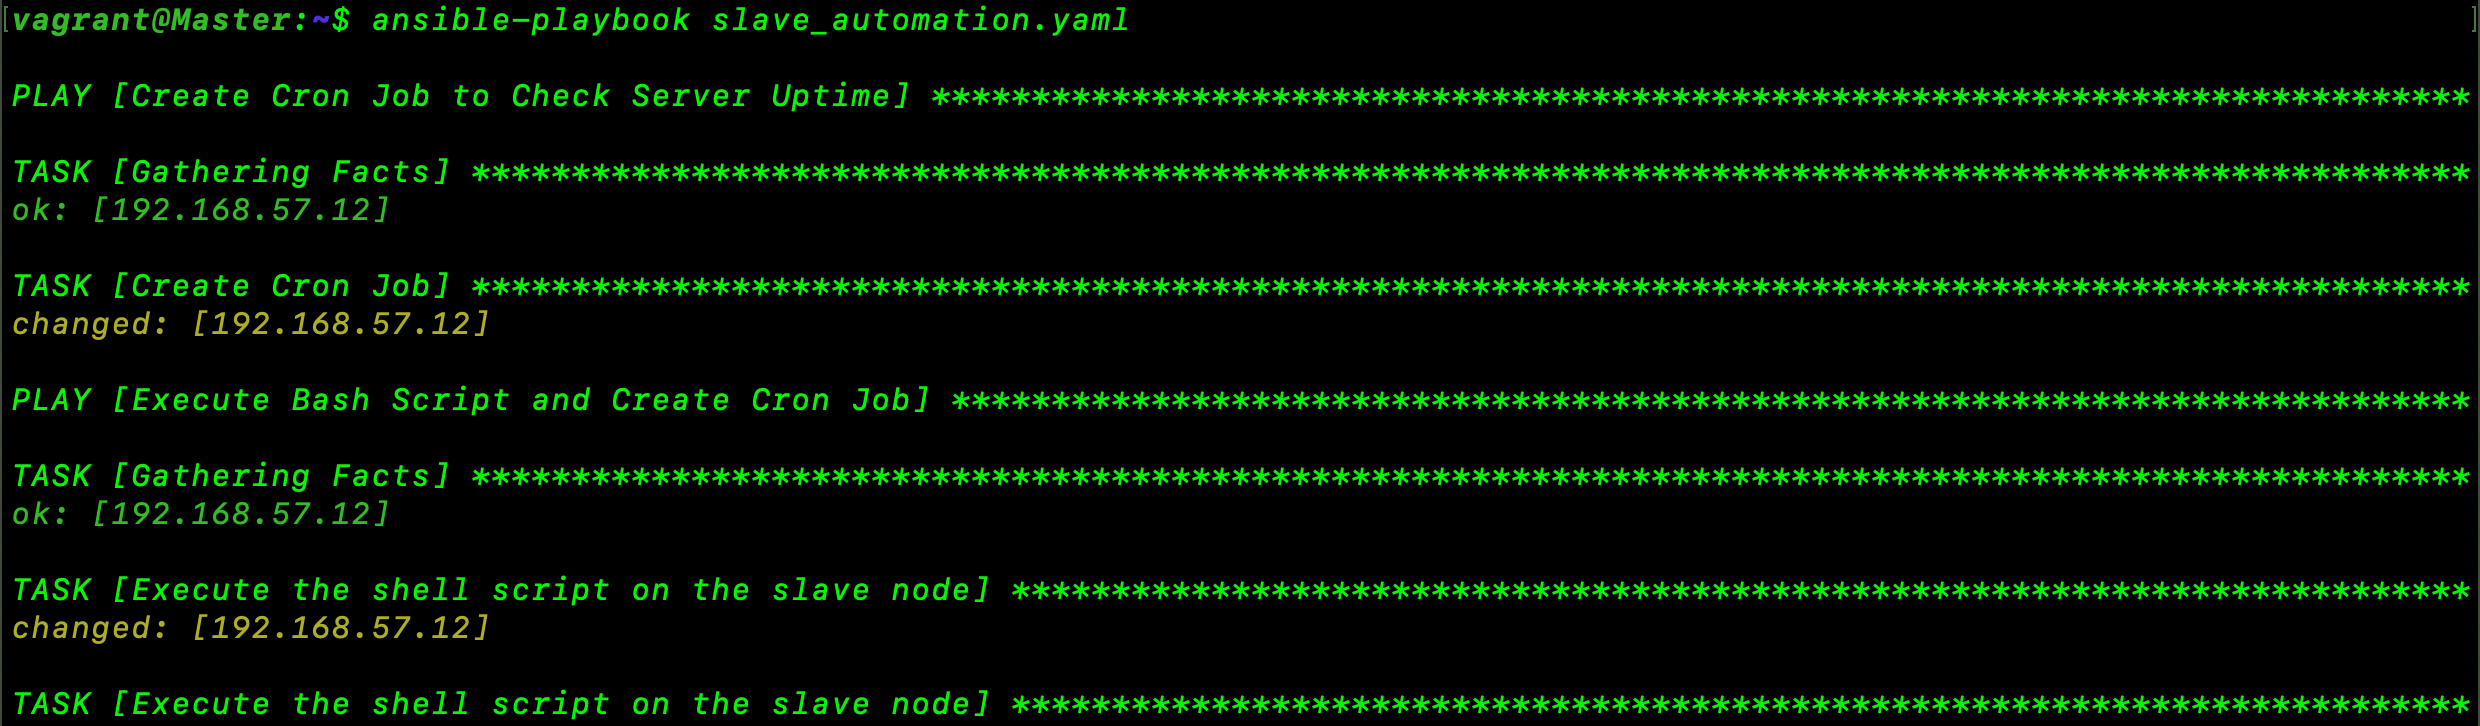 [vagrant@Master:~$ ansible-playbook slave_automation.yaml ]
PLAY [Create Cron Job to Check Server Uptime] *****************************************************************************
TASK [Gathering Facts] ****************************************************************************************************
ok: [192.168.57.12]
TASK [Create Cron Job] ****************************************************************************************************
changed: [192.168.57.12]
PLAY [Execute Bash Script and Create Cron Job] ****************************************************************************
TASK [Gathering Facts] ****************************************************************************************************
ok: [192.168.57.12]
TASK [Execute the shell script on the slave node] *************************************************************************
changed: [192.168.57.12]
TASK [Execute the shell script on the slave node] *************************************************************************